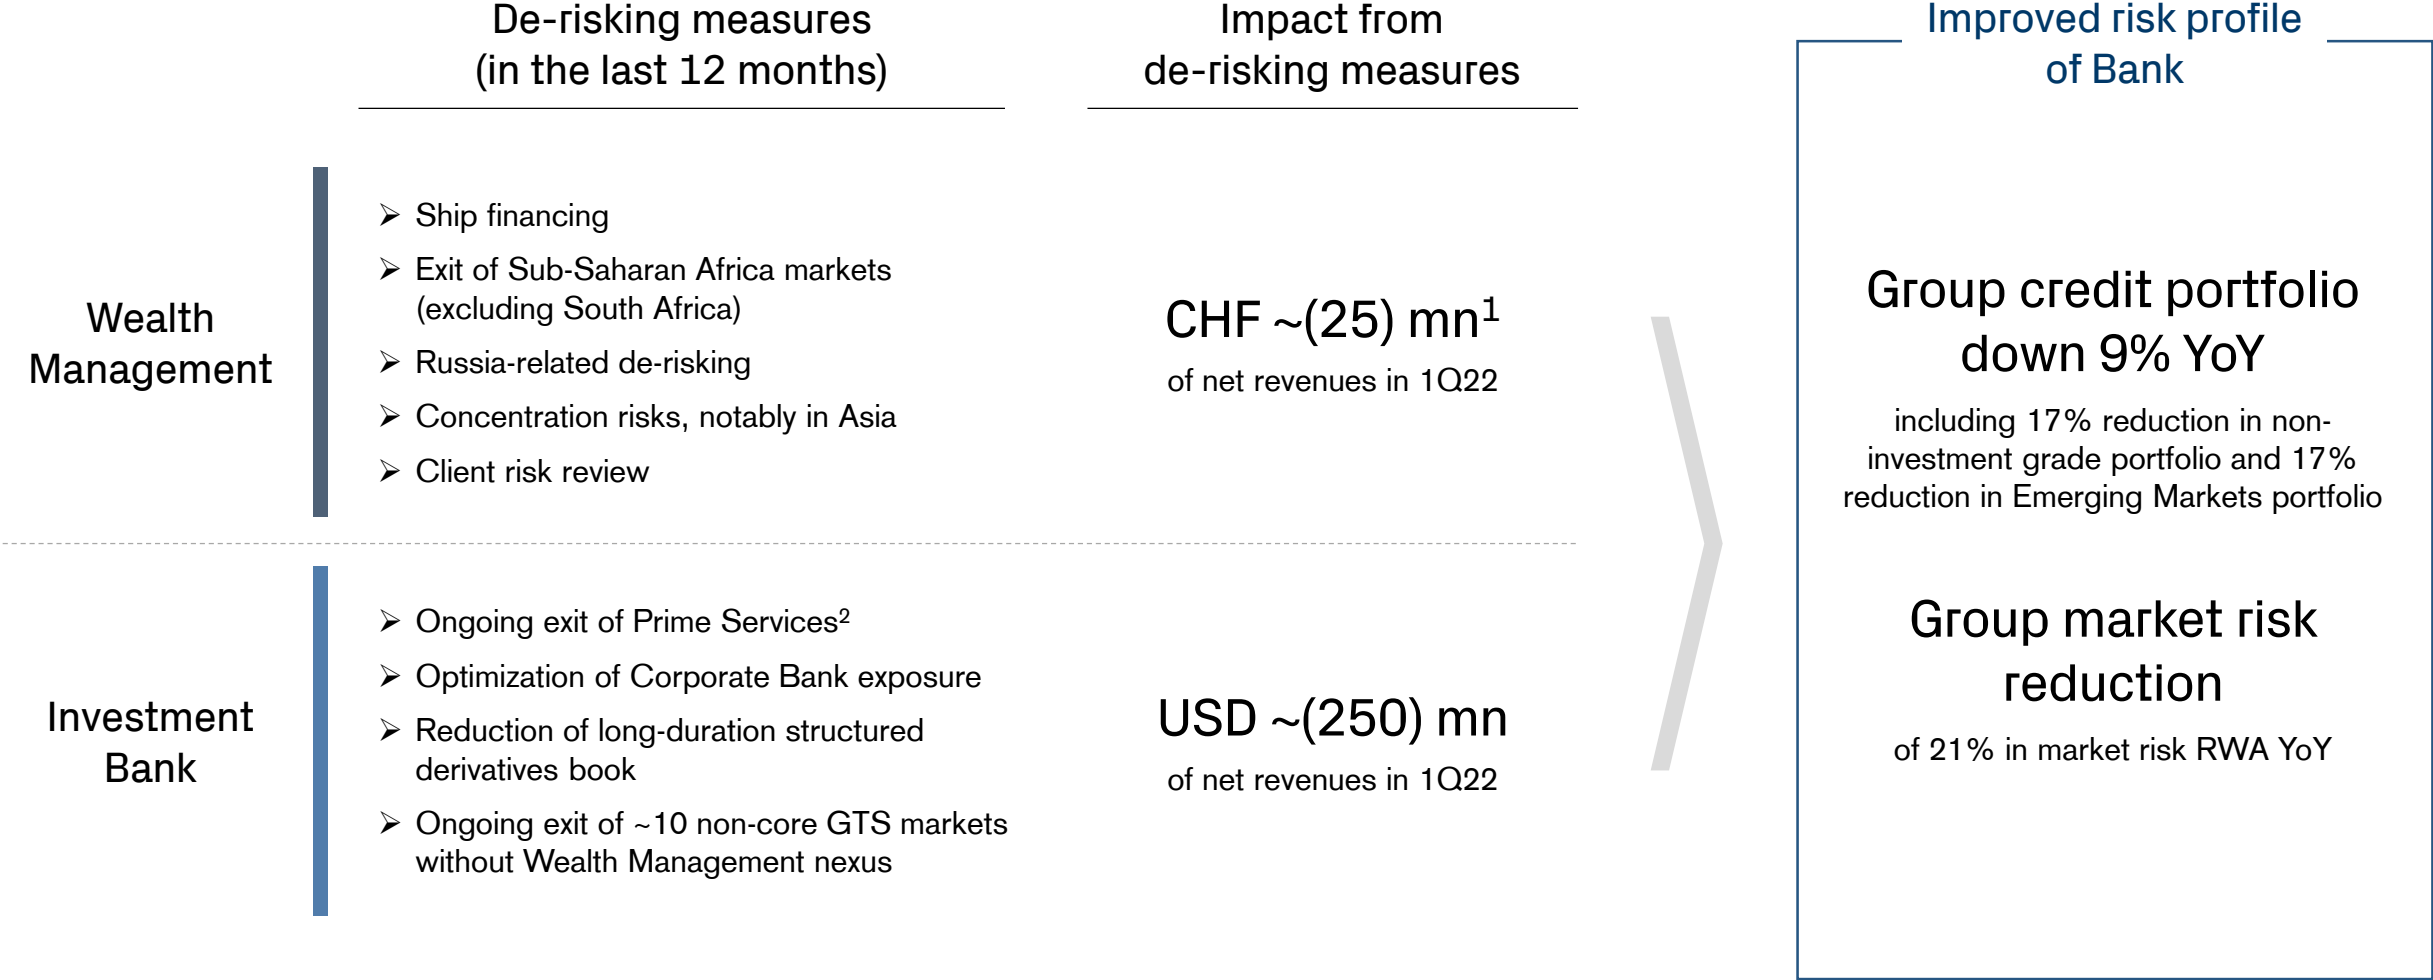 De-risking measures
(in the last 12 months)
Impact from
de-risking measures
Improved risk profile
of Bank
Wealth
Management
➢ Ship financing
➢ Exit of Sub-Saharan Africa markets
(excluding South Africa)
➢ Russia-related de-risking
➢ Concentration risks, notably in Asia
➢ Client risk review
CHF ~(25) mn¹
of net revenues in 1Q22
Investment
Bank
➢ Ongoing exit of Prime Services²
➢ Optimization of Corporate Bank exposure
➢ Reduction of long-duration structured
derivatives book
➢ Ongoing exit of ~10 non-core GTS markets
without Wealth Management nexus
USD ~(250) mn
of net revenues in 1Q22
Group credit portfolio
down 9% YoY
including 17% reduction in non-
investment grade portfolio and 17%
reduction in Emerging Markets portfolio
Group market risk
reduction
of 21% in market risk RWA YoY